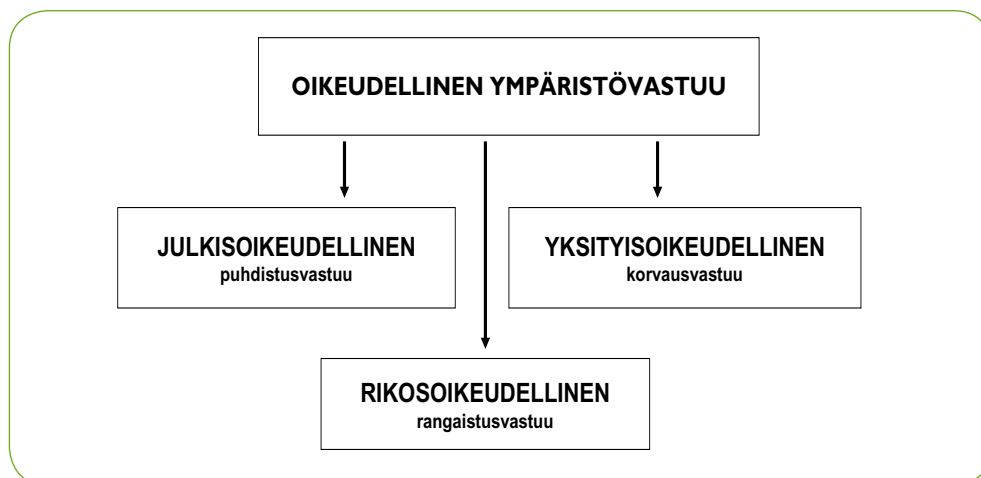 OIKEUDELLINEN YMPÄRISTÖVASTUU
JULKISOIKEUDELLINEN
puhdistusvastuu
YKSITYISOIKEUDELLINEN
korvausvastuu
RIKOSOIKEUDELLINEN
rangaistusvastuu